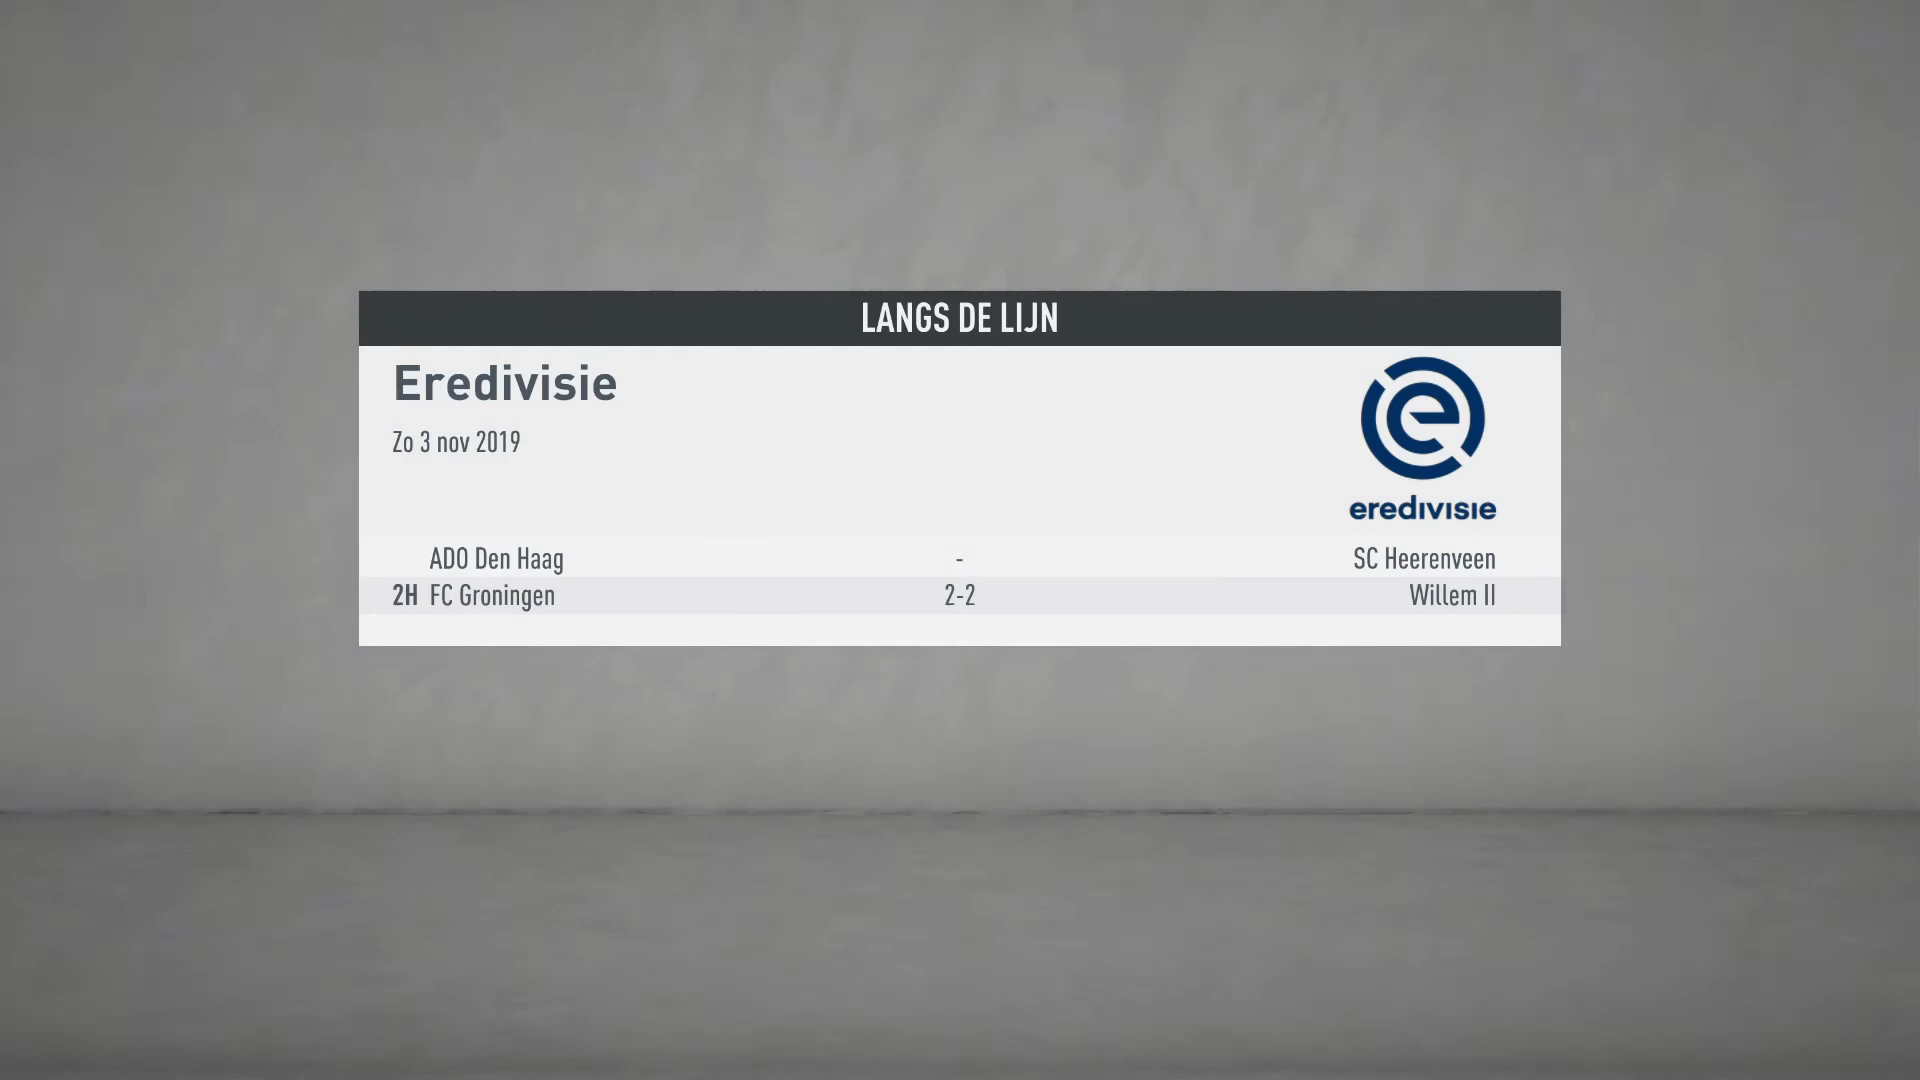 LANGS DE LIJN
Eredivisie
Zo 3 nov 2019
eredivisie
ADO Den Haag - SC Heerenveen
2H FC Groningen 2-2 Willem II